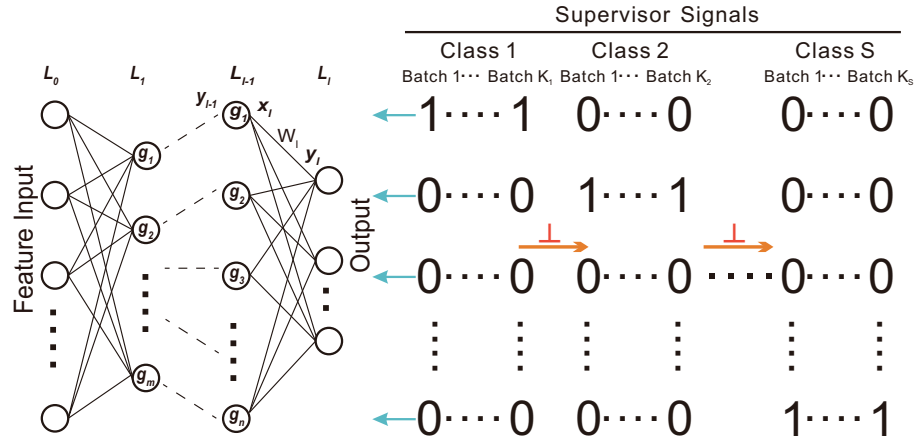 Supervisor Signals
Class 1 Class 2 Class S
Batch 1··· Batch K₁ Batch 1··· Batch K₂ Batch 1··· Batch Kₛ
L₀ L₁ Lₗ₋₁ Lₗ
yₗ₋₁ xₗ
g₁ 1····1 0····0 0····0
Wₗ
g₁ yₗ
g₂ 0····0 1····1 0····0
g₂
⊥ ⊥
g₃ 0····0 0····0 ····· 0····0
gₘ
gₙ 0····0 0····0 1····1
Feature Input
Output